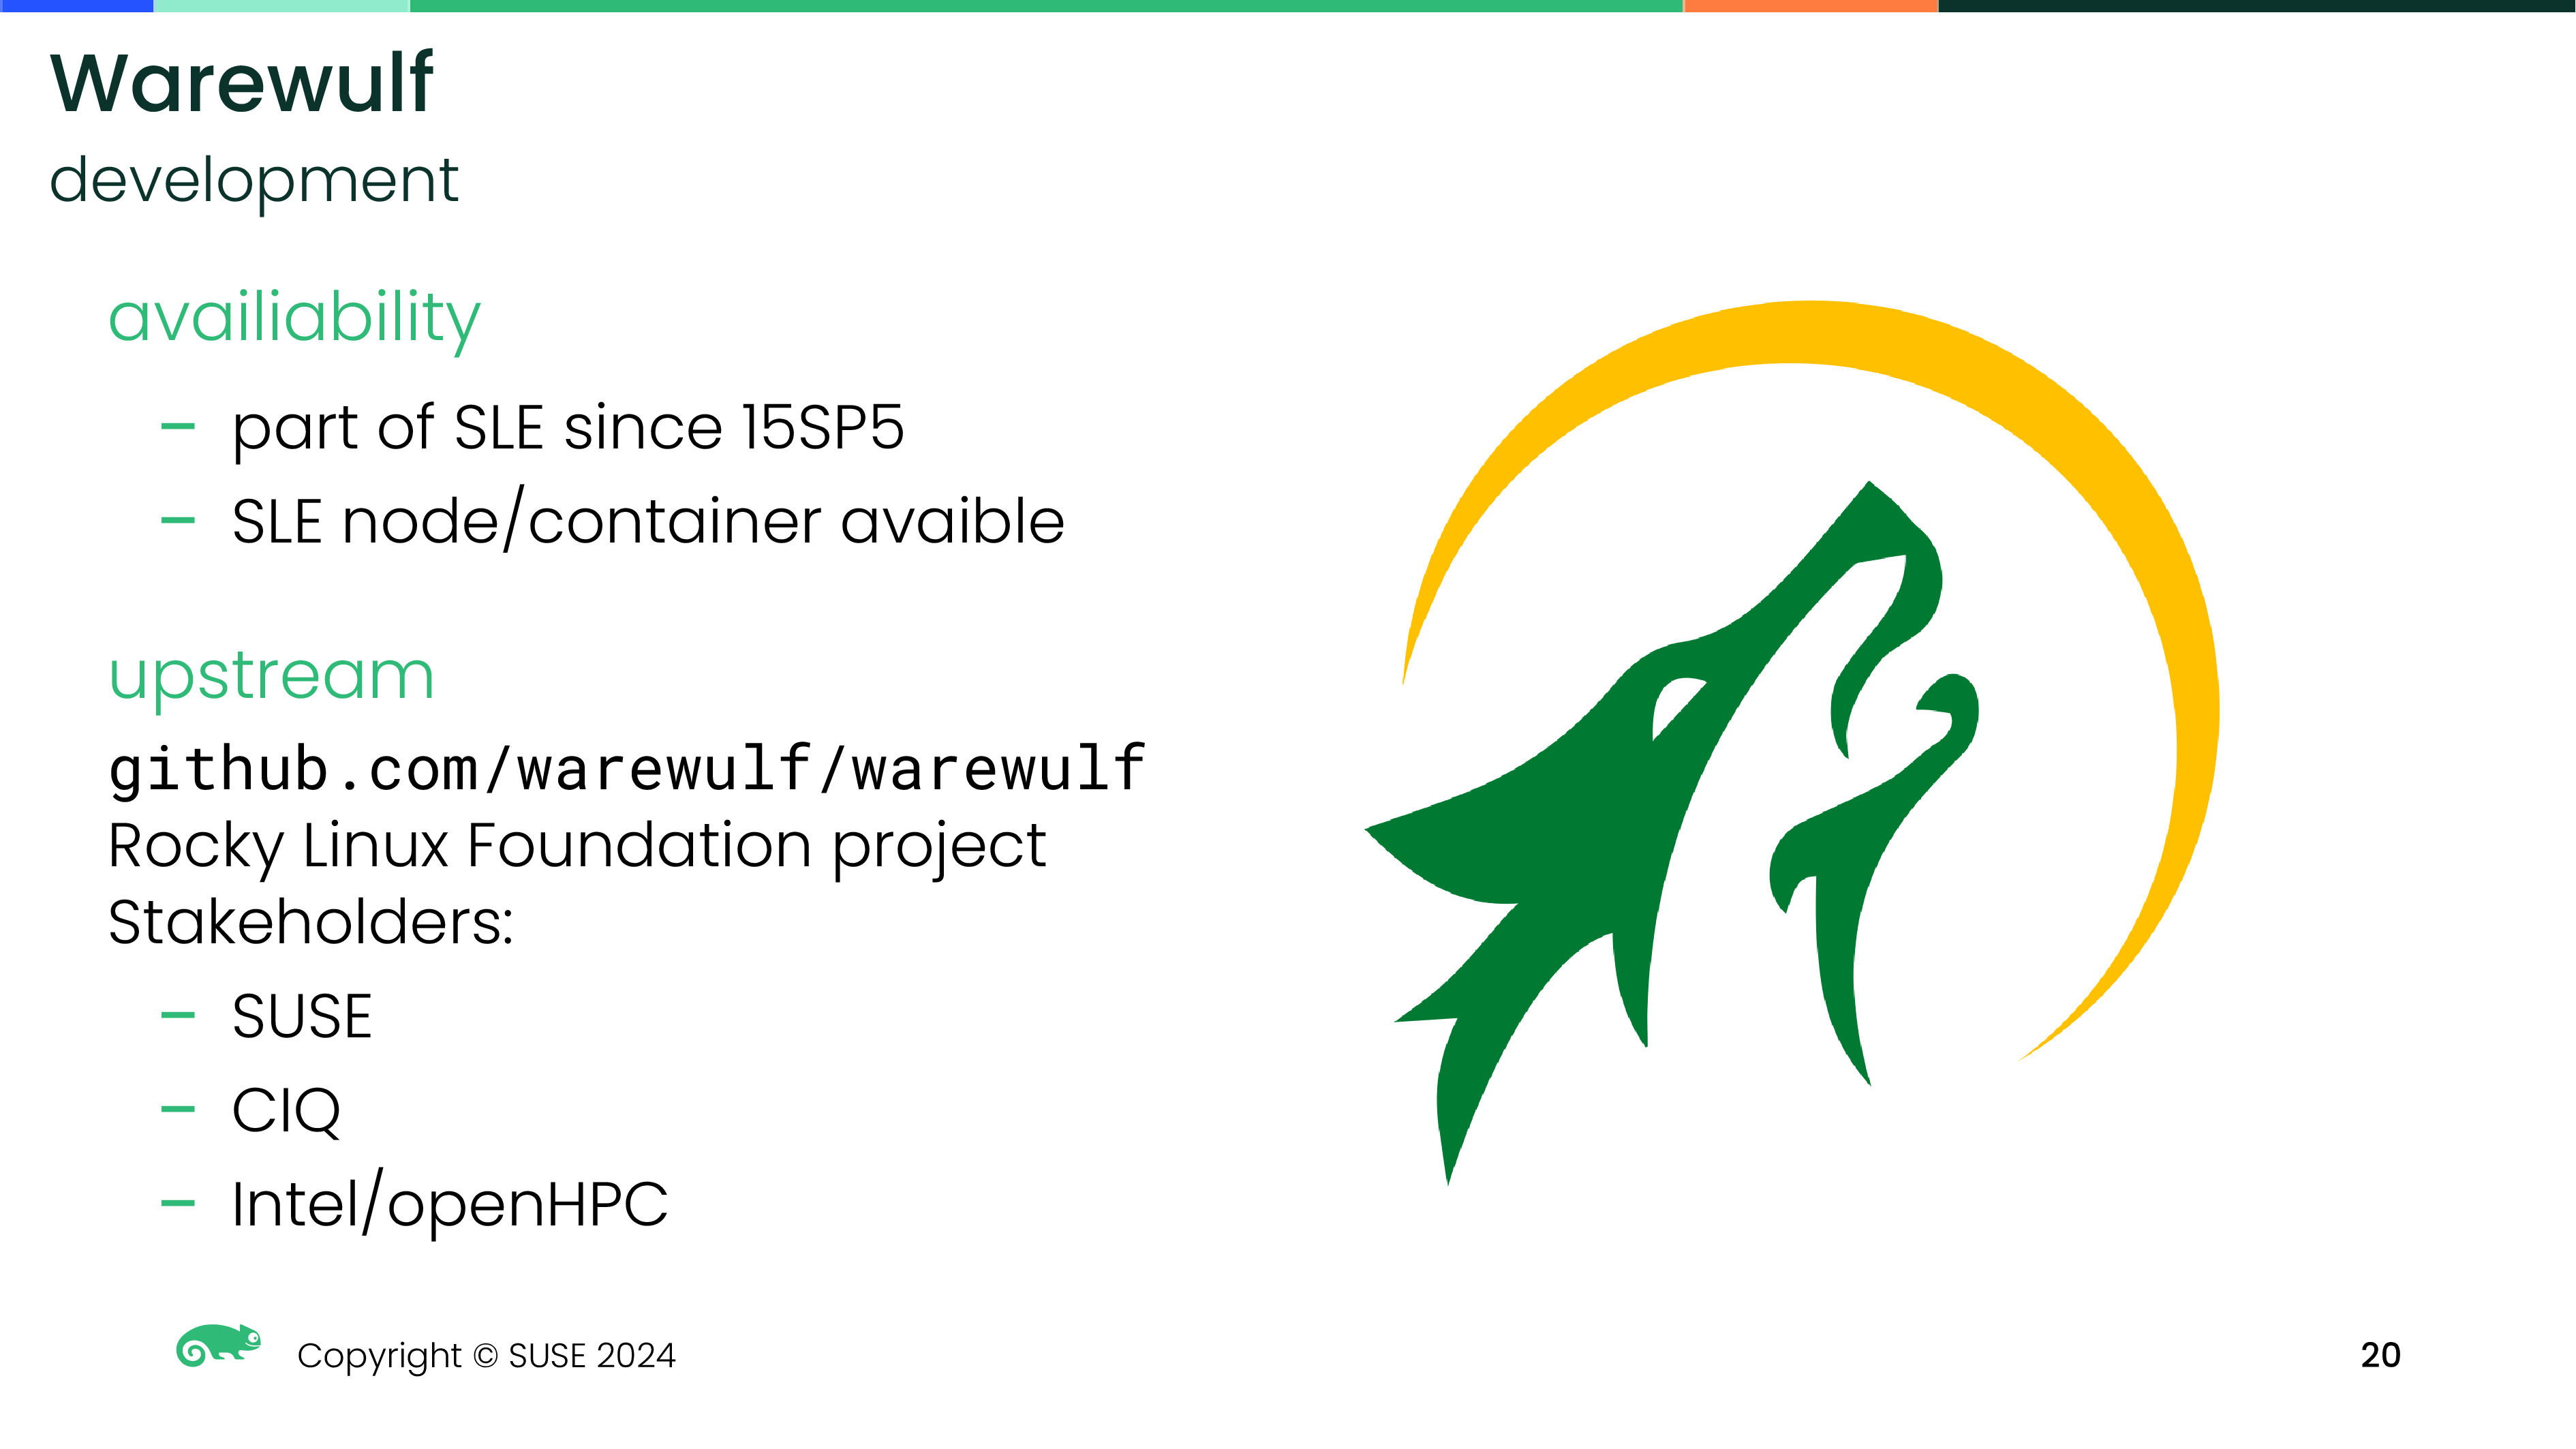 Warewulf
development
availiability
– part of SLE since 15SP5
– SLE node/container avaible
upstream
github.com/warewulf/warewulf
Rocky Linux Foundation project
Stakeholders:
– SUSE
– CIQ
– Intel/openHPC
Copyright © SUSE 2024
20